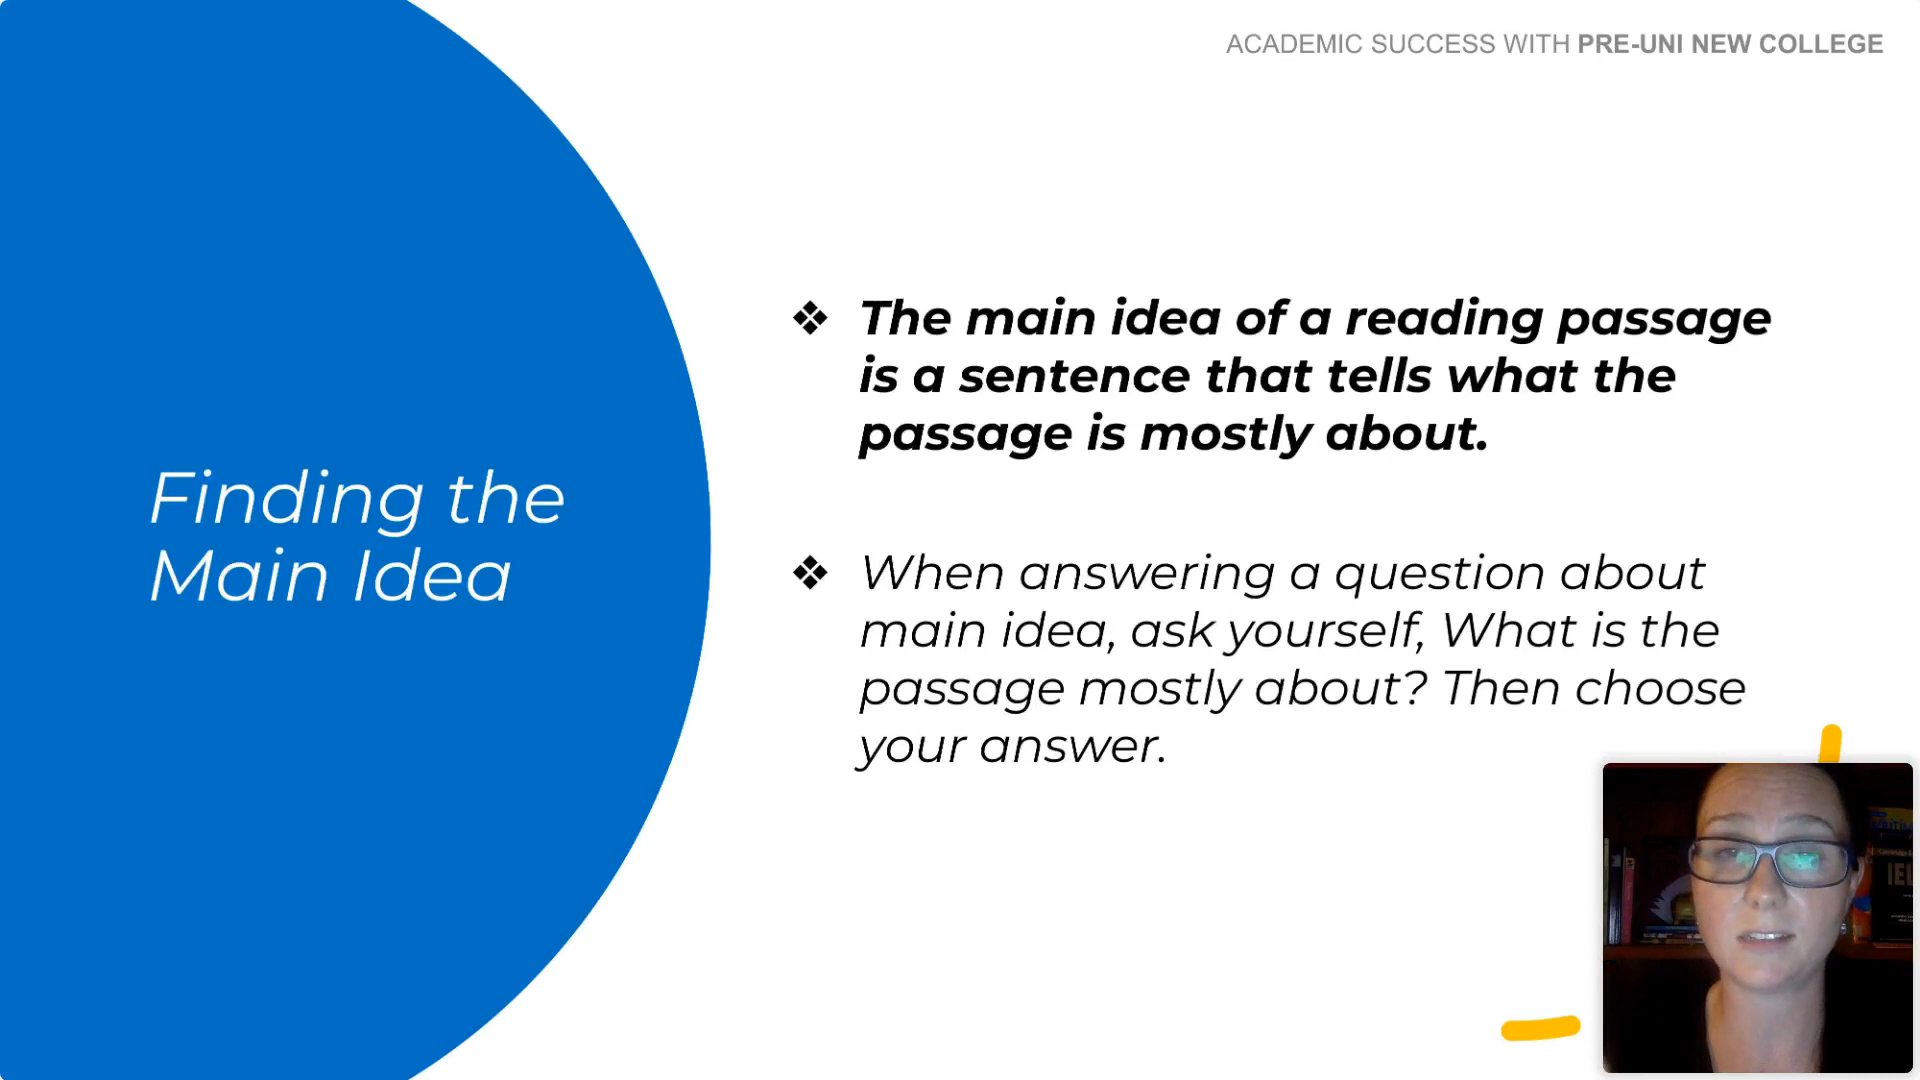 ACADEMIC SUCCESS WITH PRE-UNI NEW COLLEGE
Finding the
Main Idea
❖ The main idea of a reading passage
is a sentence that tells what the
passage is mostly about.
❖ When answering a question about
main idea, ask yourself, What is the
passage mostly about? Then choose
your answer.